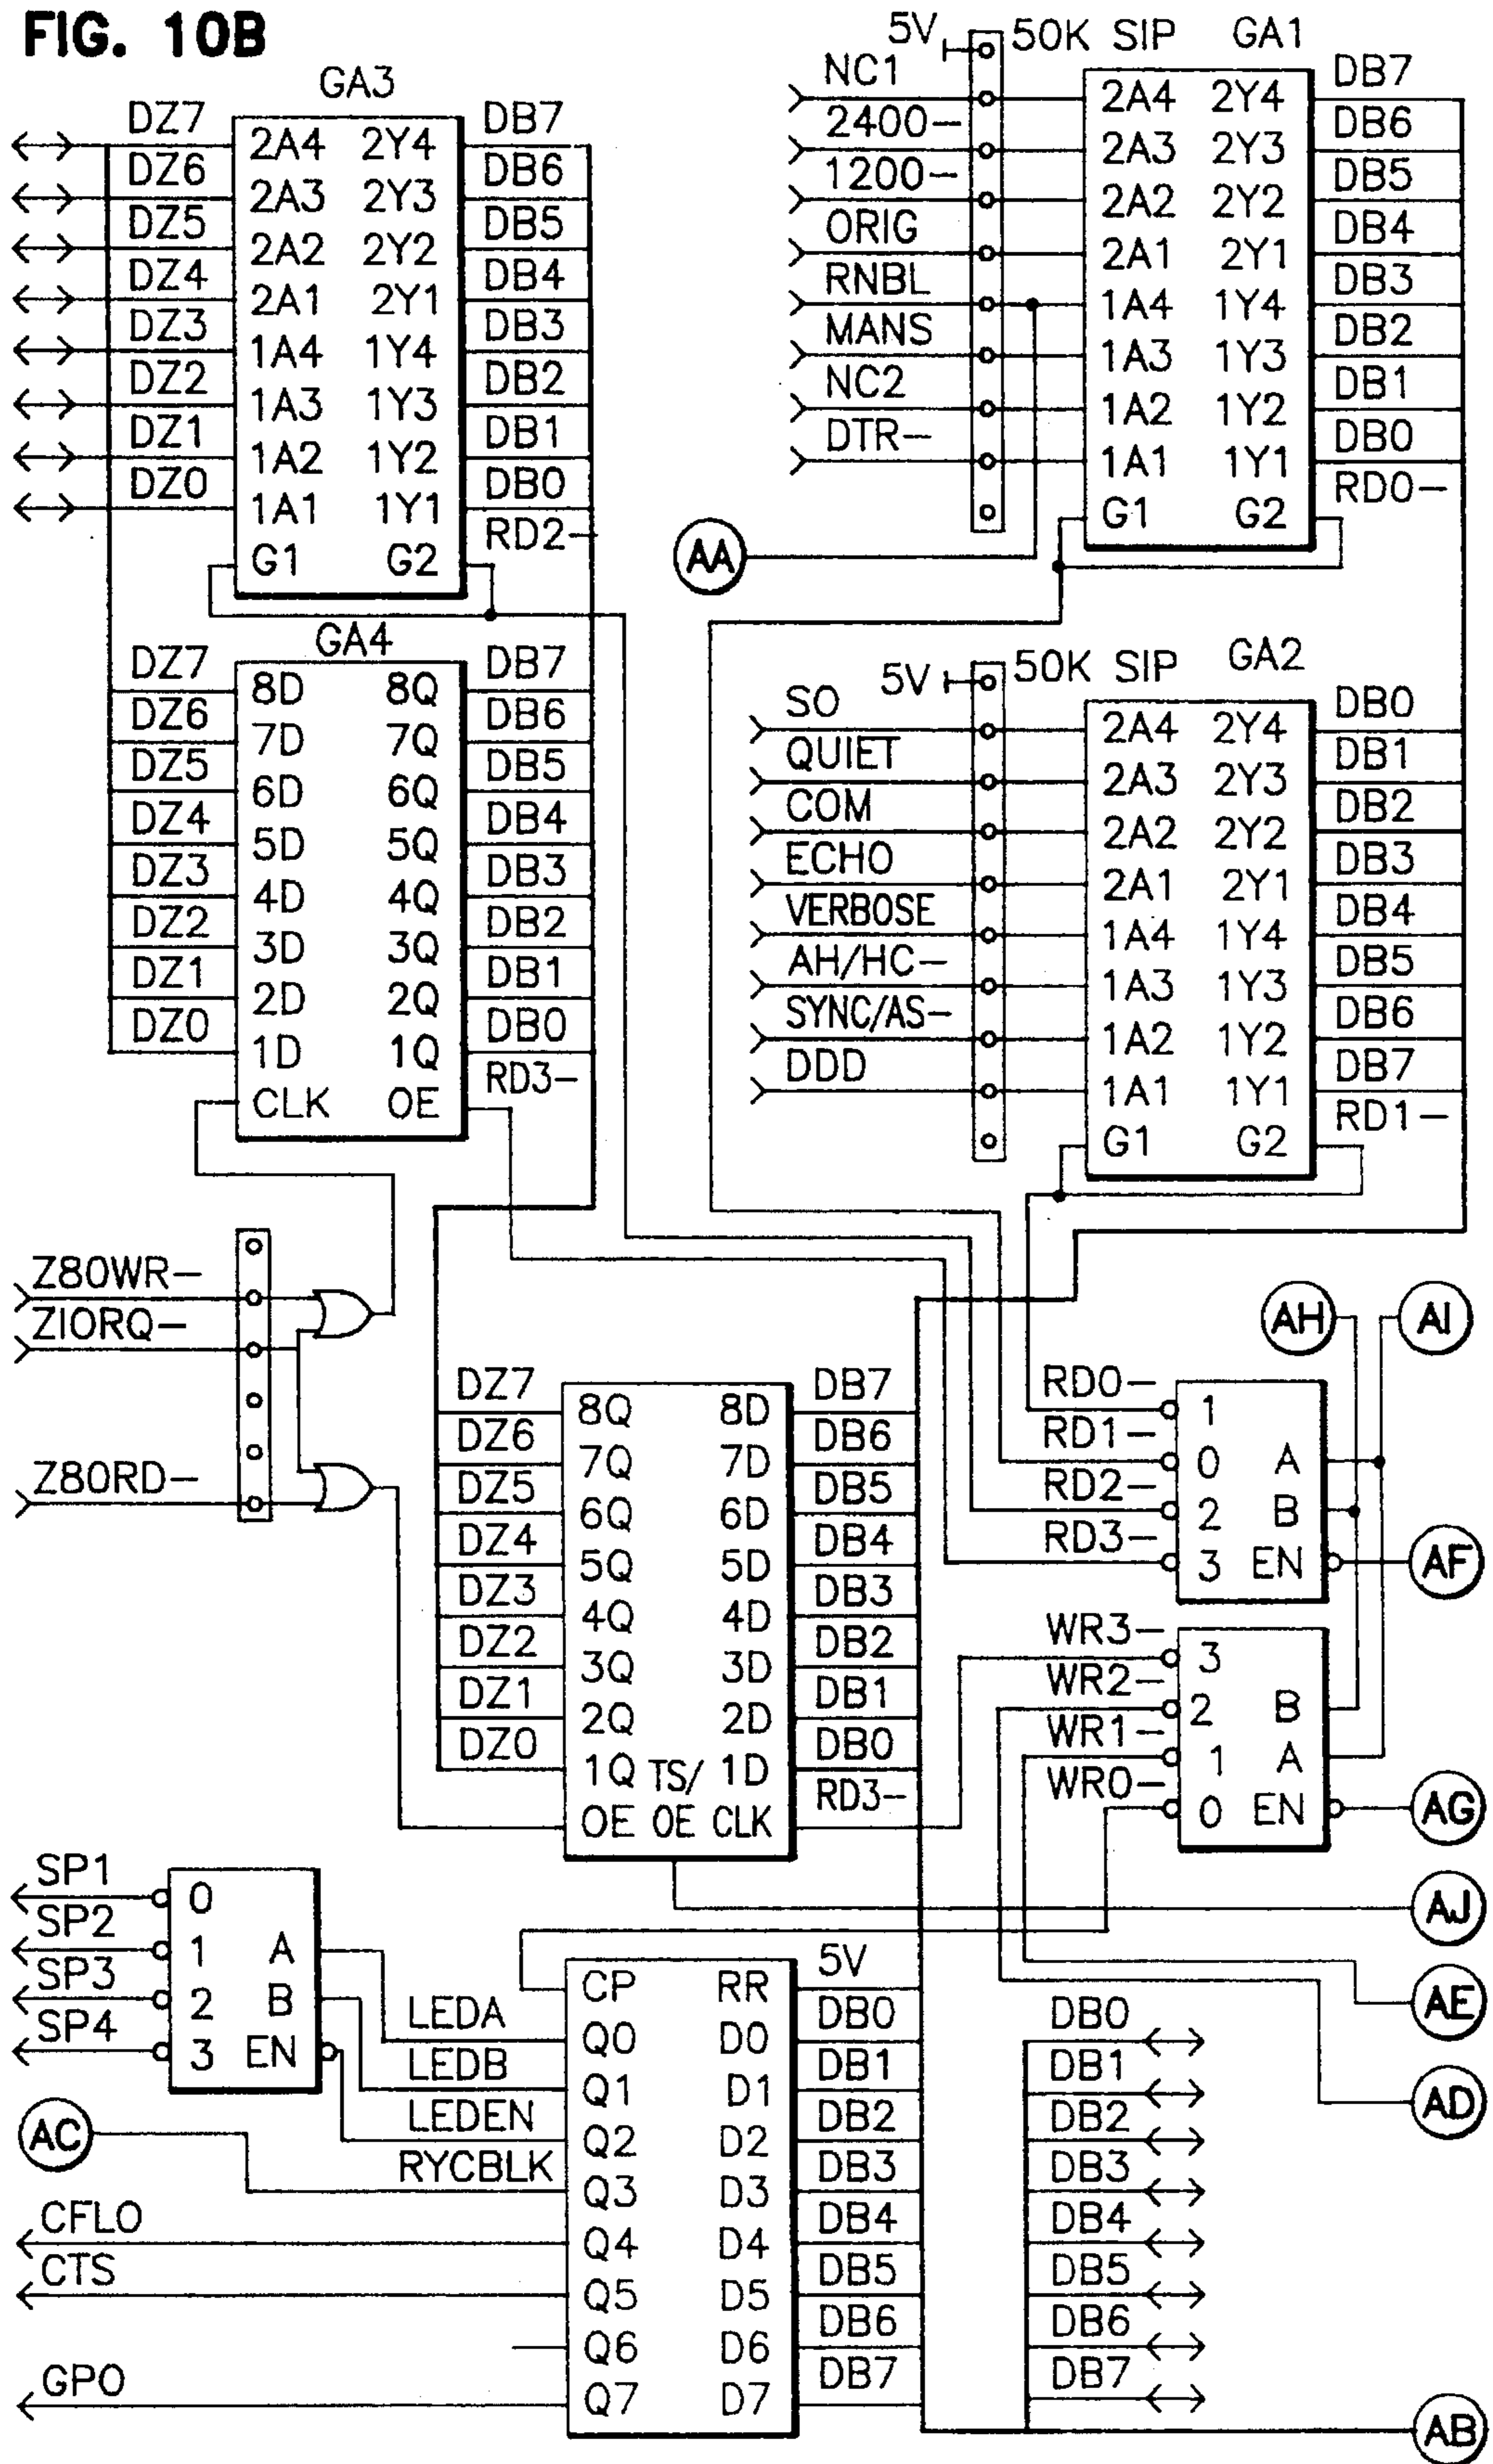 FIG. 10B
GA3
DZ7 2A4 2Y4 DB7
DZ6 2A3 2Y3 DB6
DZ5 2A2 2Y2 DB5
DZ4 2A1 2Y1 DB4
DZ3 1A4 1Y4 DB3
DZ2 1A3 1Y3 DB2
DZ1 1A2 1Y2 DB1
DZ0 1A1 1Y1 DB0
RD2-
G1 G2
5V 50K SIP GA1
NC1 2A4 2Y4 DB7
2400- 2A3 2Y3 DB6
1200- 2A2 2Y2 DB5
ORIG 2A1 2Y1 DB4
RNBL 1A4 1Y4 DB3
MANS 1A3 1Y3 DB2
NC2 1A2 1Y2 DB1
DTR- 1A1 1Y1 DB0
RD0-
G1 G2
AA
GA4
DZ7 8D 8Q DB7
DZ6 7D 7Q DB6
DZ5 6D 6Q DB5
DZ4 5D 5Q DB4
DZ3 4D 4Q DB3
DZ2 3D 3Q DB2
DZ1 2D 2Q DB1
DZ0 1D 1Q DB0
RD3-
CLK OE
5V 50K SIP GA2
SO 2A4 2Y4 DB0
QUIET 2A3 2Y3 DB1
COM 2A2 2Y2 DB2
ECHO 2A1 2Y1 DB3
VERBOSE 1A4 1Y4 DB4
AH/HC- 1A3 1Y3 DB5
SYNC/AS- 1A2 1Y2 DB6
DDD 1A1 1Y1 DB7
RD1-
G1 G2
Z80WR-
ZIORQ-
Z80RD-
AH AI
DZ7 8Q 8D DB7
DZ6 7Q 7D DB6
DZ5 6Q 6D DB5
DZ4 5Q 5D DB4
DZ3 4Q 4D DB3
DZ2 3Q 3D DB2
DZ1 2Q 2D DB1
DZ0 1Q TS/ 1D DB0
OE OE CLK RD3-
RD0- 1
RD1- 0 A
RD2- 2 B
RD3- 3 EN AF
WR3- 3
WR2- 2 B
WR1- 1 A
WR0- 0 EN AG
AJ
SP1 0
SP2 1 A
SP3 2 B
SP4 3 EN
CP RR 5V
LEDA Q0 D0 DB0
LEDB Q1 D1 DB1
LEDEN Q2 D2 DB2
AC RYCBLK Q3 D3 DB3
CFLO Q4 D4 DB4
CTS Q5 D5 DB5
Q6 D6 DB6
GPO Q7 D7 DB7
AE
AD
DB0
DB1
DB2
DB3
DB4
DB5
DB6
DB7
AB